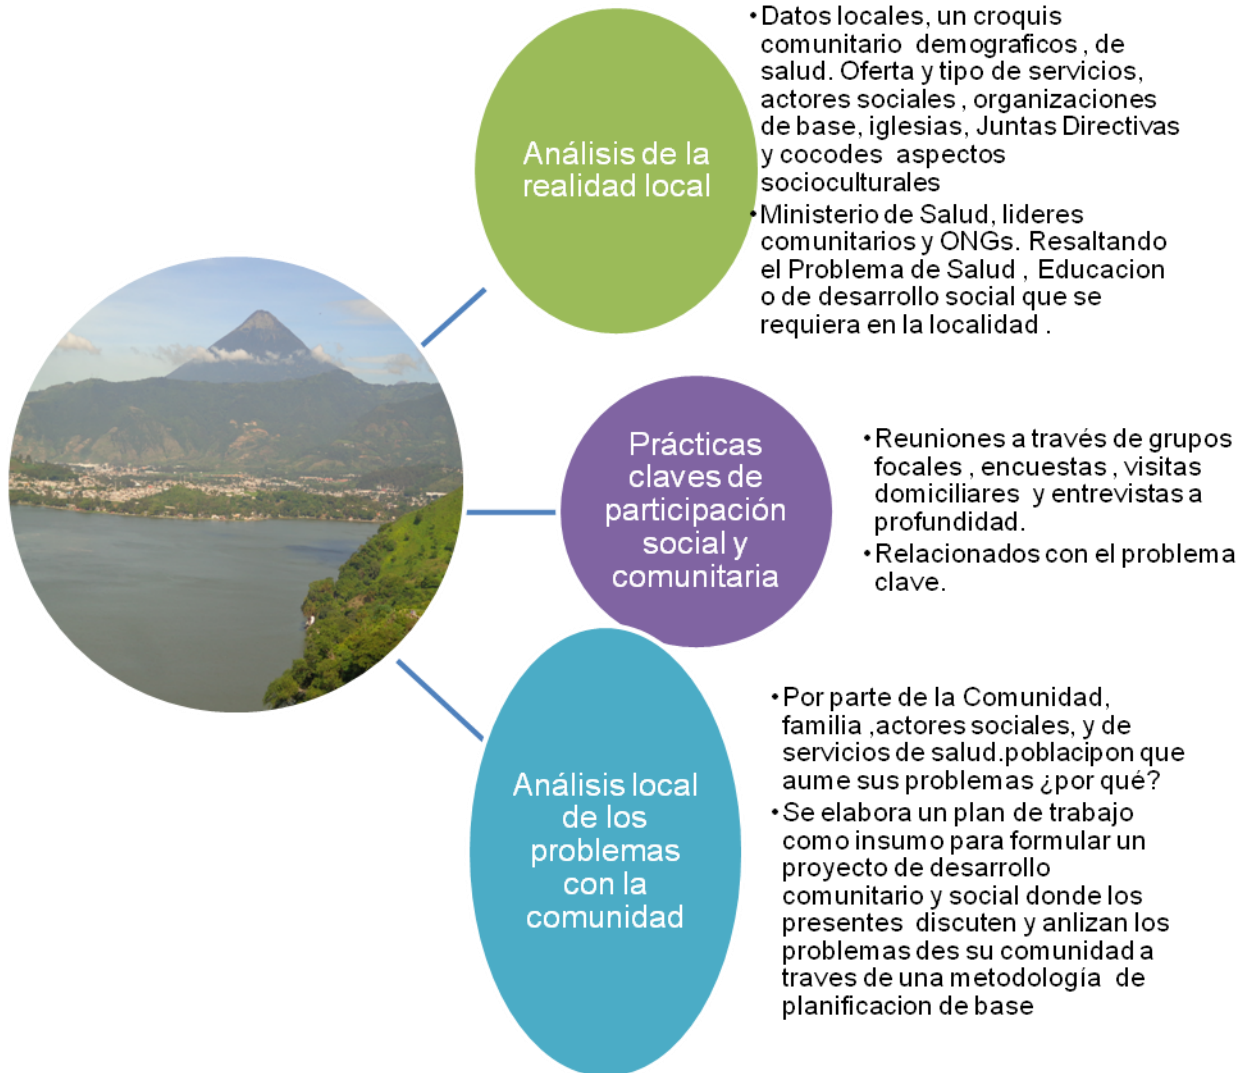 Análisis de la
realidad local
•Datos locales, un croquis
comunitario demograficos , de
salud. Oferta y tipo de servicios,
actores sociales , organizaciones
de base, iglesias, Juntas Directivas
y cocodes aspectos
socioculturales
•Ministerio de Salud, lideres
comunitarios y ONGs. Resaltando
el Problema de Salud , Educacion
o de desarrollo social que se
requiera en la localidad .
Prácticas
claves de
participación
social y
comunitaria
•Reuniones a través de grupos
focales , encuestas , visitas
domiciliares y entrevistas a
profundidad.
•Relacionados con el problema
clave.
Análisis local
de los
problemas
con la
comunidad
•Por parte de la Comunidad,
familia ,actores sociales, y de
servicios de salud.poblacipon que
aume sus problemas ¿por qué?
•Se elabora un plan de trabajo
como insumo para formular un
proyecto de desarrollo
comunitario y social donde los
presentes discuten y anlizan los
problemas des su comunidad a
traves de una metodología de
planificacion de base